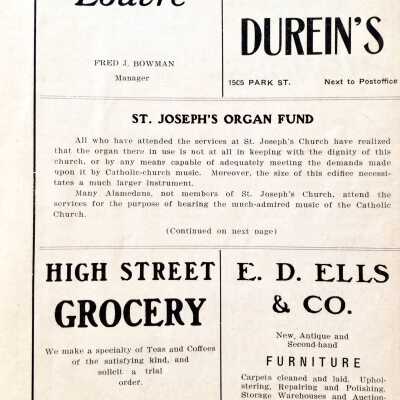 Louvre
FRED J. BOWMAN
Manager
DUREIN'S
1505 PARK ST. Next to Postoffice
ST. JOSEPH'S ORGAN FUND
All who have attended the services at St. Joseph's Church have realized
that the organ there in use is not at all in keeping with the dignity of this
church, or by any means capable of adequately meeting the demands made
upon it by Catholic-church music. Moreover, the size of this edifice necessi-
tates a much larger instrument.
Many Alamedans, not members of St. Joseph's Church, attend the
services for the purpose of hearing the much-admired music of the Catholic
Church.
(Continued on next page)
HIGH STREET
GROCERY
We make a specialty of Teas and Coffees
of the satisfying kind, and
solicit a trial
order.
E. D. ELLS
& CO.
New, Antique and
Second-hand
FURNITURE
Carpets cleaned and laid. Uphol-
stering, Repairing and Polishing.
Storage Warehouses and Auction-